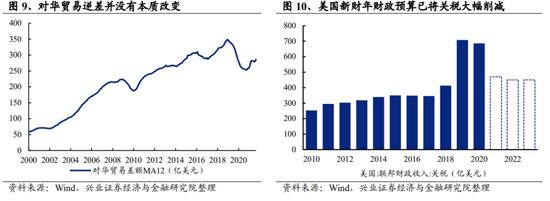 图 9、对华贸易逆差并没有本质改变
400
350
300
250
200
150
100
50
0
2000 2002 2004 2006 2008 2010 2012 2014 2016 2018 2020
对华贸易差额MA12（亿美元）
资料来源：Wind、兴业证券经济与金融研究院整理
图 10、美国新财年财政预算已将关税大幅削减
800
700
600
500
400
300
200
100
0
2010 2012 2014 2016 2018 2020 2022
美国:联邦财政收入:关税（亿美元）
资料来源：Wind、兴业证券经济与金融研究院整理